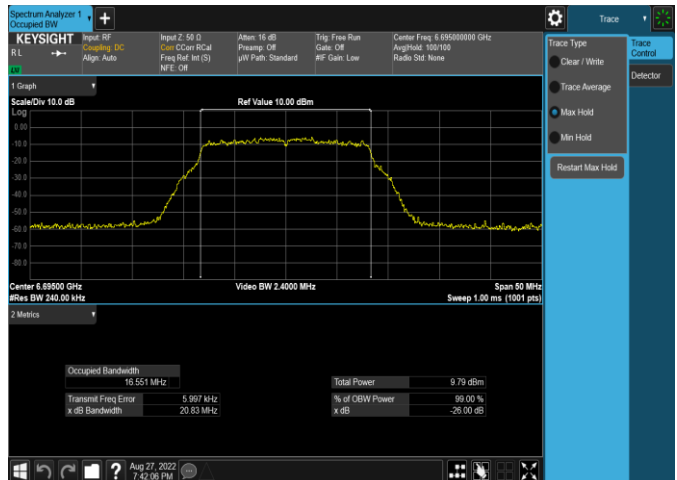 Spectrum Analyzer 1
Occupied BW
+
Trace
KEYSIGHT
R L
LV
Input: RF
Coupling: DC
Align: Auto
Input Z: 50 Ω
Corr CCorr RCal
Freq Ref: Int (S)
NFE: Off
Atten: 16 dB
Preamp: Off
µW Path: Standard
Trig: Free Run
Gate: Off
#IF Gain: Low
Center Freq: 6.695000000 GHz
Avg|Hold: 100/100
Radio Std: None
Trace Type
Clear / Write
Trace Average
Max Hold
Min Hold
Restart Max Hold
Trace
Control
Detector
1 Graph
Scale/Div 10.0 dB
Ref Value 10.00 dBm
Log
0.00
-10.0
-20.0
-30.0
-40.0
-50.0
-60.0
-70.0
-80.0
Center 6.69500 GHz
#Res BW 240.00 kHz
Video BW 2.4000 MHz
Span 50 MHz
Sweep 1.00 ms (1001 pts)
2 Metrics
Occupied Bandwidth
16.551 MHz
Transmit Freq Error 5.997 kHz
x dB Bandwidth 20.83 MHz
Total Power 9.79 dBm
% of OBW Power 99.00 %
x dB -26.00 dB
?
Aug 27, 2022
7:42:06 PM